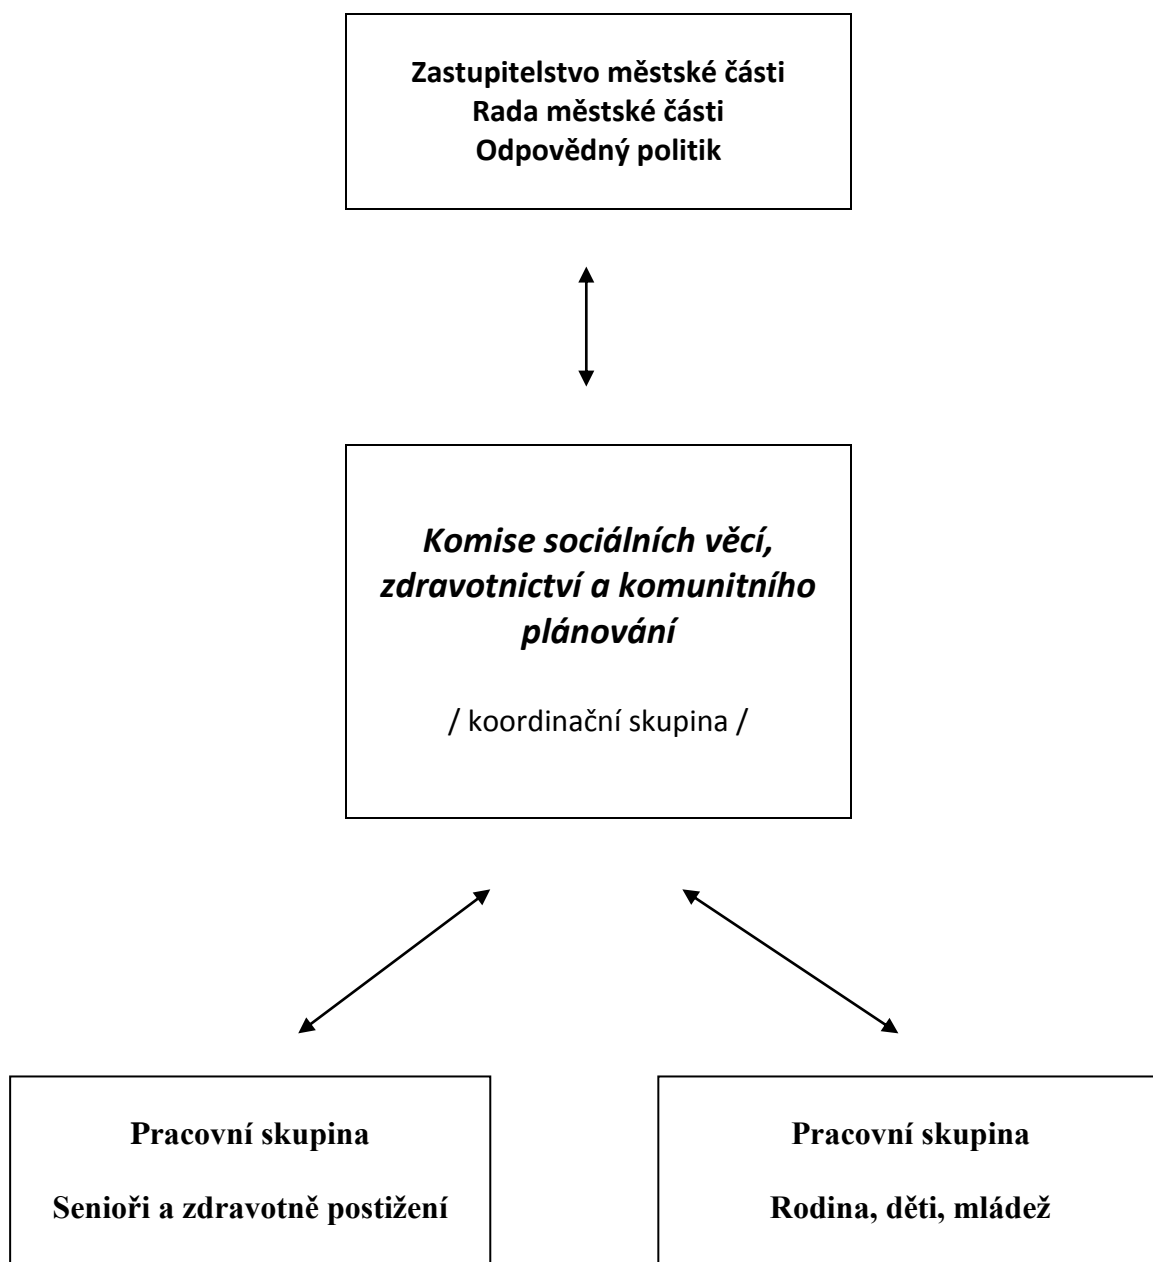 Zastupitelstvo městské části
Rada městské části
Odpovědný politik
Komise sociálních věcí,
zdravotnictví a komunitního
plánování
/ koordinační skupina /
Pracovní skupina
Senioři a zdravotně postižení
Pracovní skupina
Rodina, děti, mládež